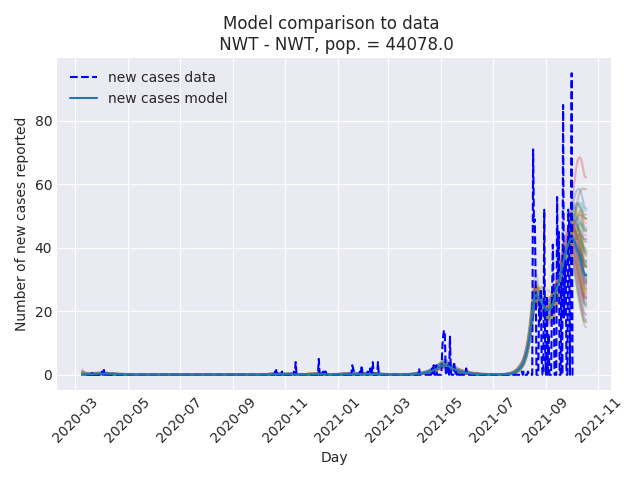 Model comparison to data
NWT - NWT, pop. = 44078.0
new cases data
new cases model
Number of new cases reported
80
60
40
20
0
2020-03
2020-05
2020-07
2020-09
2020-11
2021-01
2021-03
2021-05
2021-07
2021-09
2021-11
Day